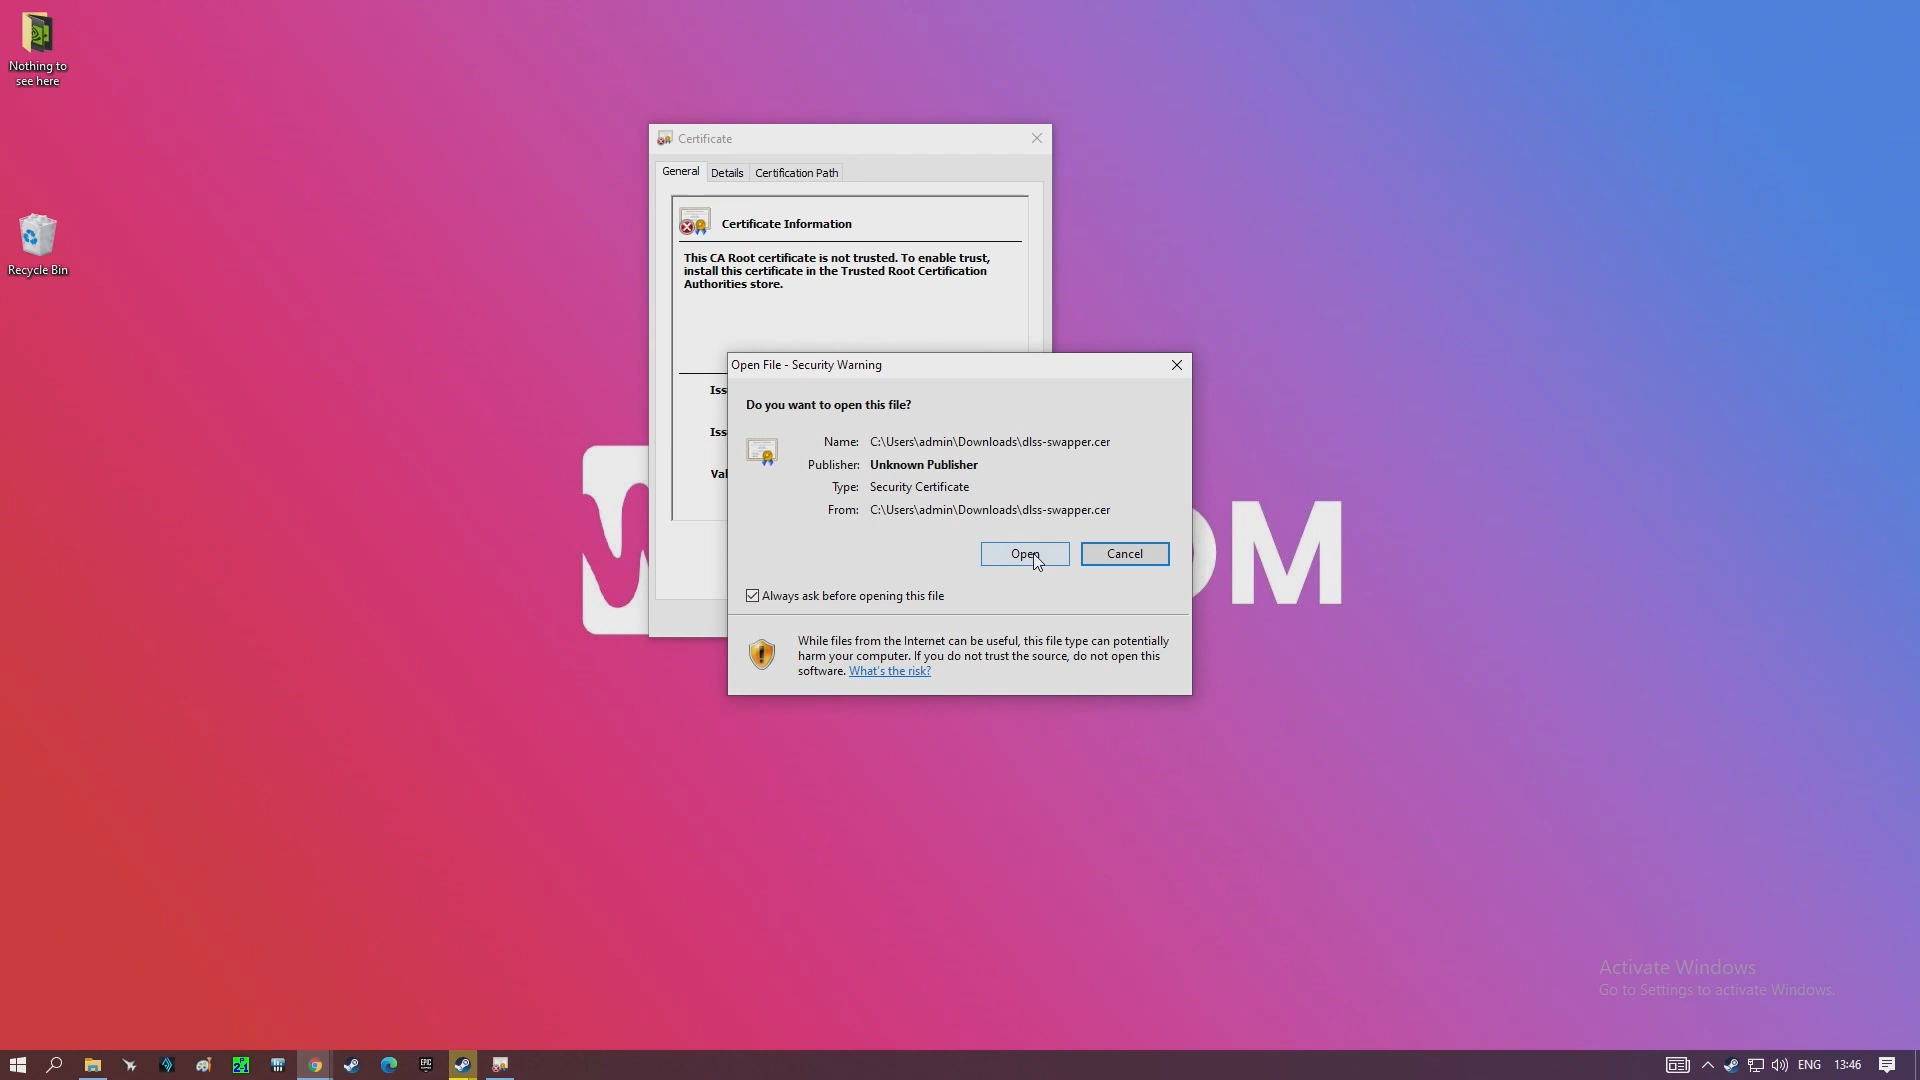 Nothing to
see here
Recycle Bin
Certificate
General
Details
Certification Path
Certificate Information
This CA Root certificate is not trusted. To enable trust,
install this certificate in the Trusted Root Certification
Authorities store.
Iss
Iss
Val
Open File - Security Warning
Do you want to open this file?
Name: C:\Users\admin\Downloads\dlss-swapper.cer
Publisher: Unknown Publisher
Type: Security Certificate
From: C:\Users\admin\Downloads\dlss-swapper.cer
Open
Cancel
Always ask before opening this file
While files from the Internet can be useful, this file type can potentially
harm your computer. If you do not trust the source, do not open this
software. What's the risk?
M
Activate Windows
Go to Settings to activate Windows.
EPIC
ENG
13:46